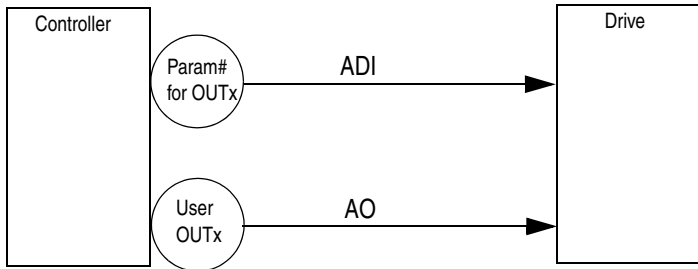 Controller
Drive
Param#
for OUTx
ADI
User
OUTx
AO